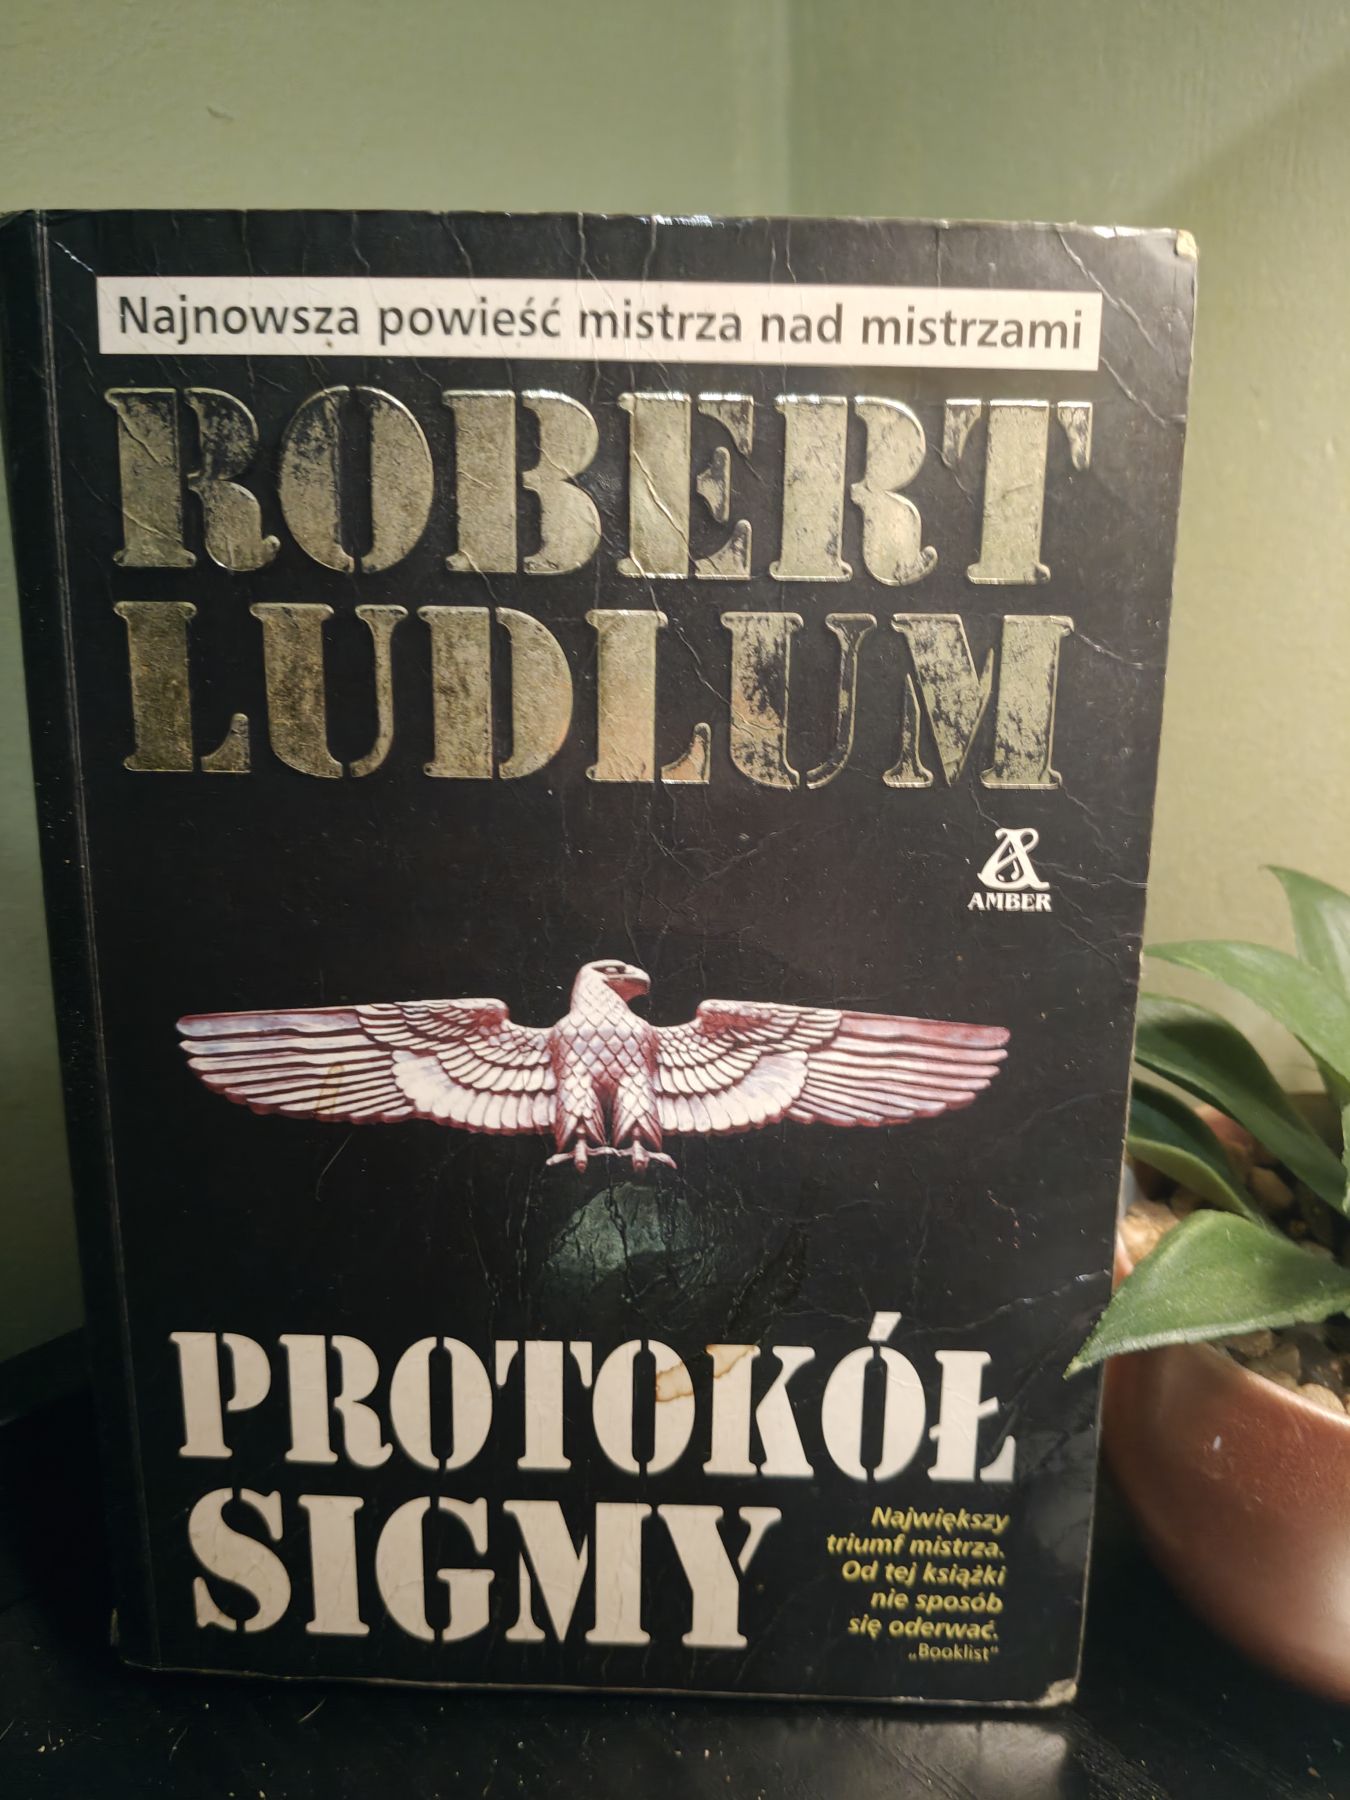 Najnowsza powieść mistrza nad mistrzami
ROBERT
LUDLUM
AMBER
PROTOKÓŁ
SIGMY
Największy
triumf mistrza.
Od tej książki
nie sposób
się oderwać.
„Booklist”